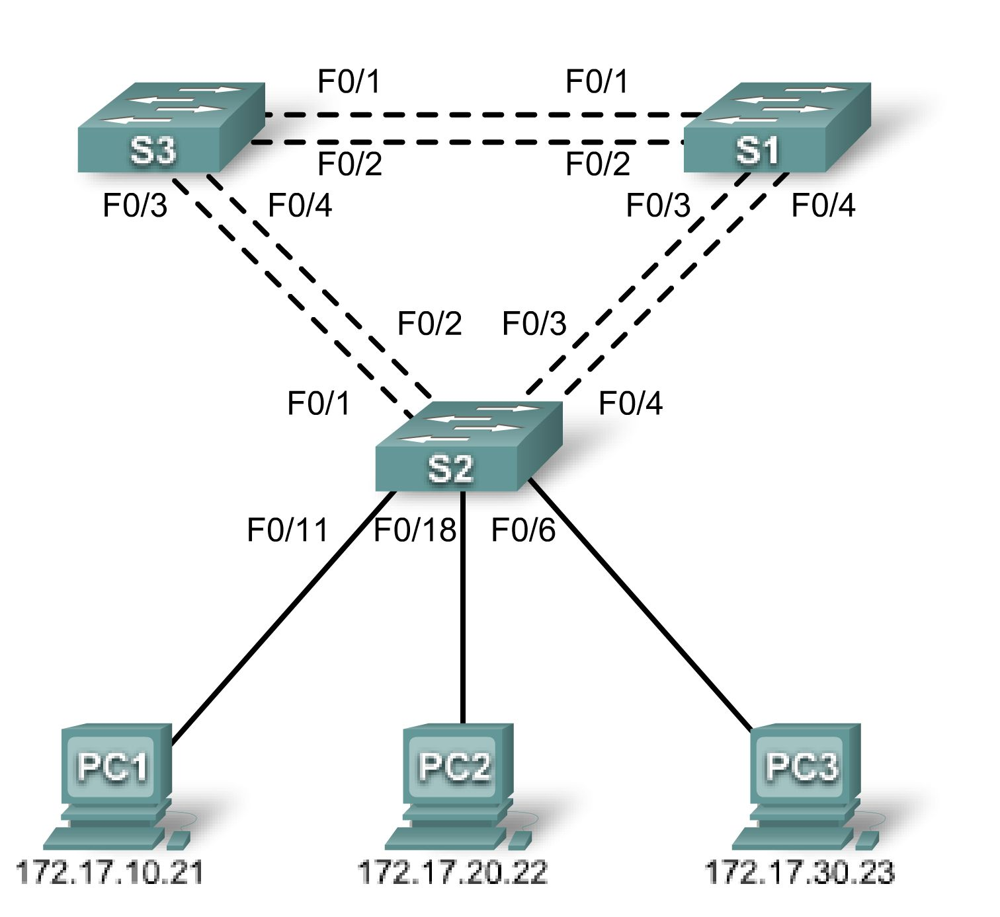 F0/1
F0/1
S3
S1
F0/2
F0/2
F0/3
F0/4
F0/3
F0/4
F0/2
F0/3
F0/1
F0/4
S2
F0/11
F0/18
F0/6
PC1
PC2
PC3
172.17.10.21
172.17.20.22
172.17.30.23